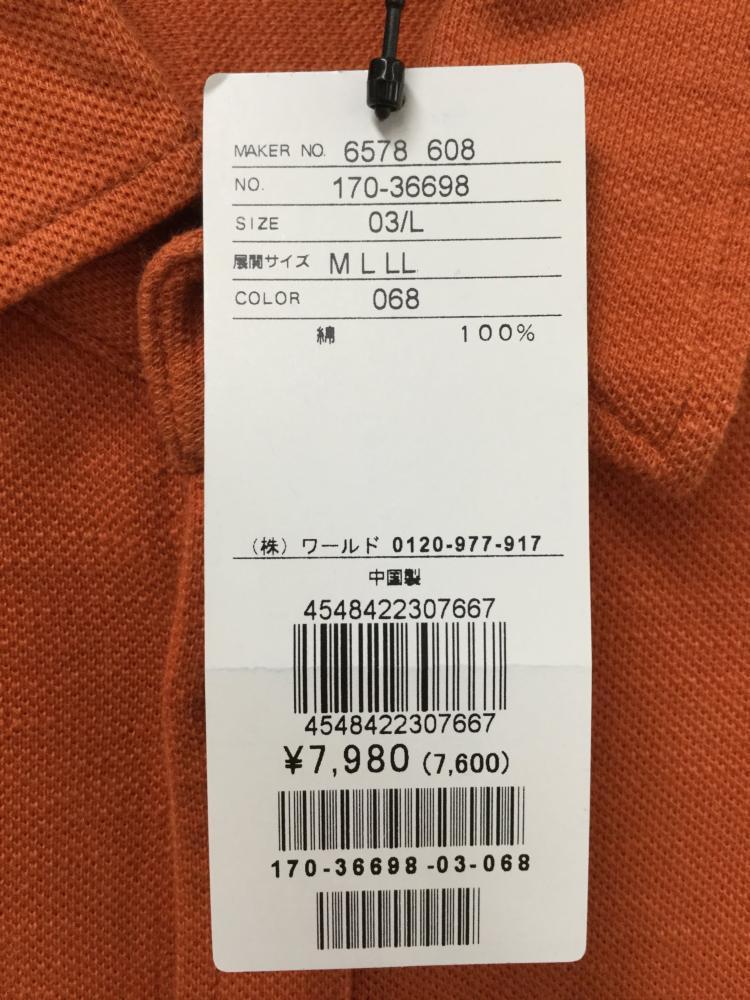 MAKER NO. 6578 608
NO. 170-36698
SIZE 03/L
展開サイズ M L LL
COLOR 068
綿 100%
(株)ワールド 0120-977-917
中国製
4548422307667
4548422307667
¥7,980 (7,600)
170-36698-03-068